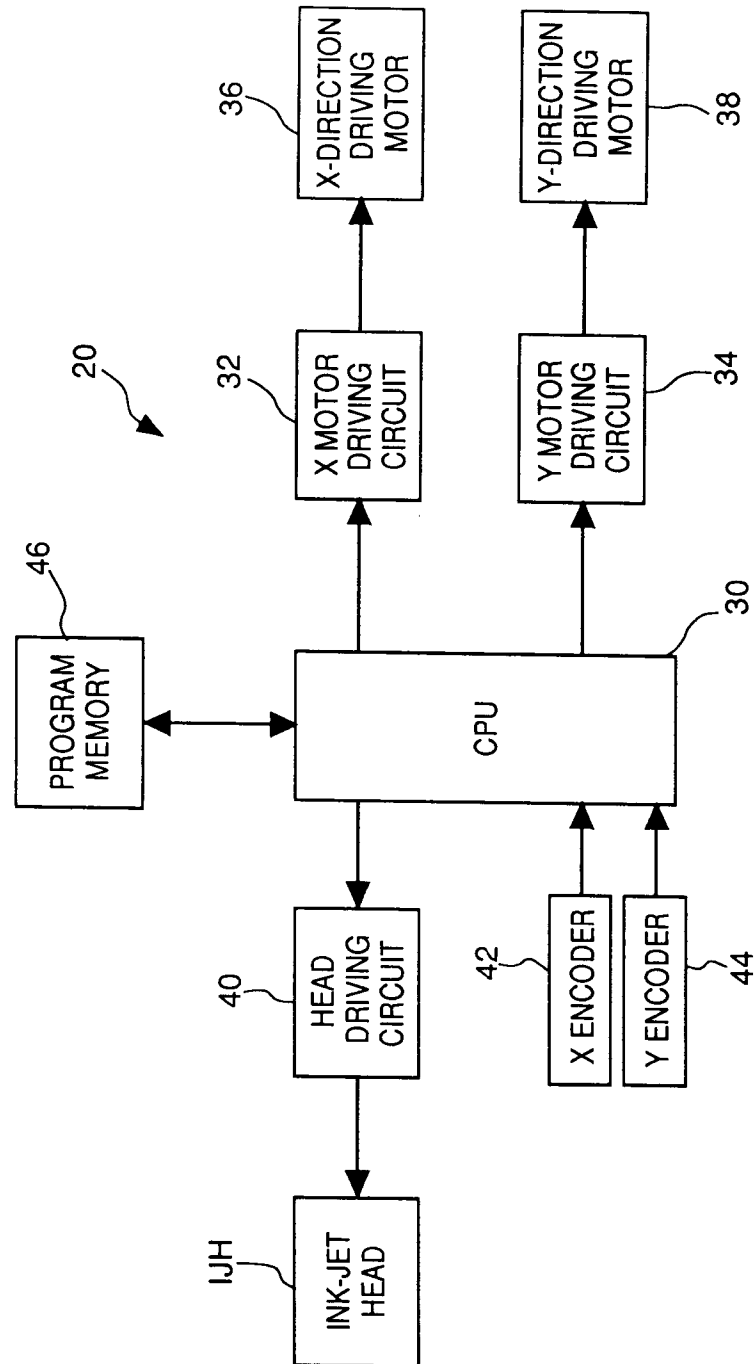 20
46
PROGRAM
MEMORY
IJH
INK-JET
HEAD
40
HEAD
DRIVING
CIRCUIT
CPU
30
32
X MOTOR
DRIVING
CIRCUIT
36
X-DIRECTION
DRIVING
MOTOR
42
X ENCODER
Y ENCODER
44
Y MOTOR
DRIVING
CIRCUIT
34
Y-DIRECTION
DRIVING
MOTOR
38